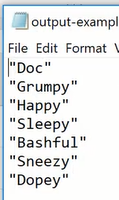 output-exampl
File Edit Format
"Doc"
"Grumpy"
"Happy"
"Sleepy"
"Bashful"
"Sneezy"
"Dopey"